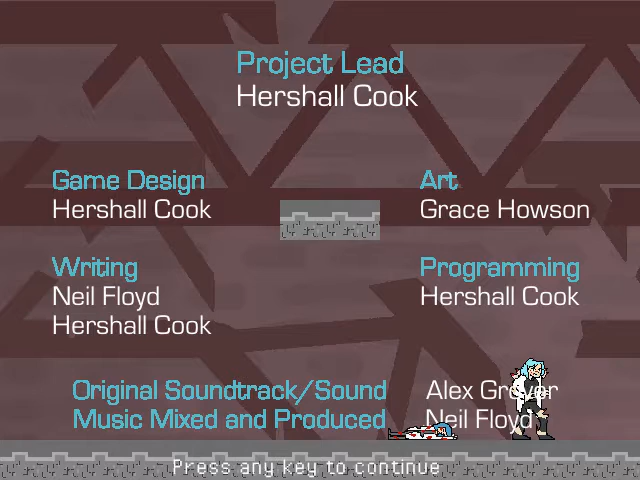 Project Lead
Hershall Cook
Game Design
Hershall Cook
Art
Grace Howson
Writing
Neil Floyd
Hershall Cook
Programming
Hershall Cook
Original Soundtrack/Sound Alex Grover
Music Mixed and Produced Neil Floyd
Press any key to continue